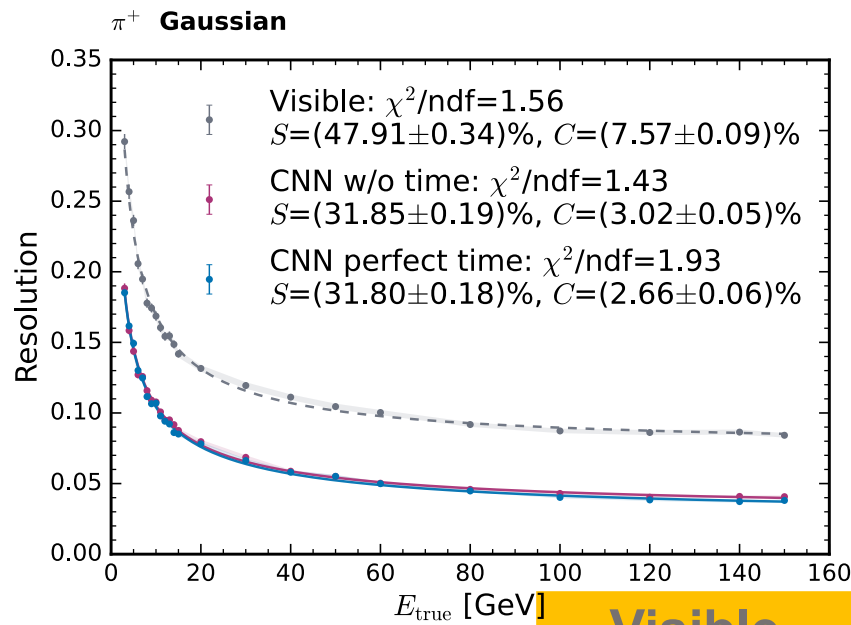 π⁺ Gaussian
0.35
0.30
0.25
0.20
0.15
0.10
0.05
0.00
Resolution
Visible: χ²/ndf=1.56
S=(47.91±0.34)%, C=(7.57±0.09)%
CNN w/o time: χ²/ndf=1.43
S=(31.85±0.19)%, C=(3.02±0.05)%
CNN perfect time: χ²/ndf=1.93
S=(31.80±0.18)%, C=(2.66±0.06)%
0 20 40 60 80 100 120 140 160
E_true [GeV]
Visible